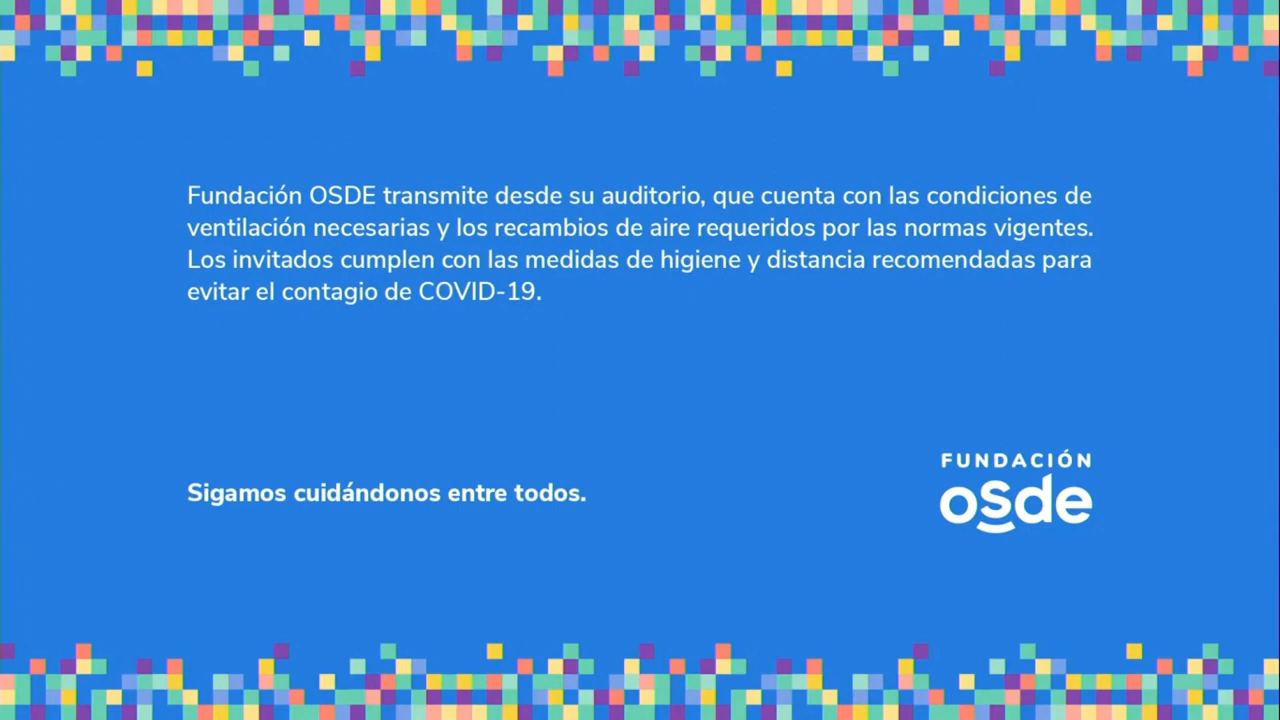 Fundación OSDE transmite desde su auditorio, que cuenta con las condiciones de
ventilación necesarias y los recambios de aire requeridos por las normas vigentes.
Los invitados cumplen con las medidas de higiene y distancia recomendadas para
evitar el contagio de COVID-19.
Sigamos cuidándonos entre todos.
FUNDACIÓN
osde